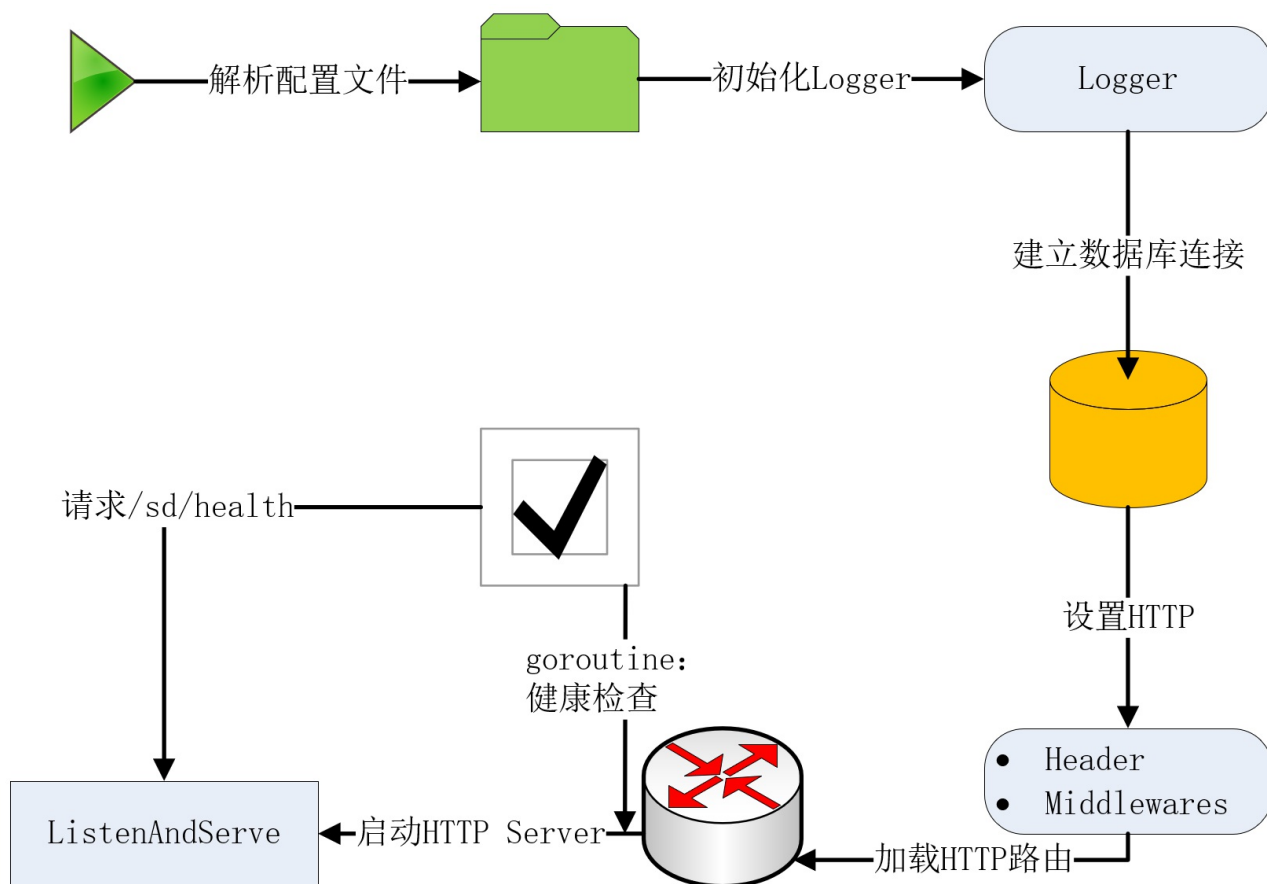 解析配置文件
初始化Logger
Logger
建立数据库连接
请求/sd/health
设置HTTP
goroutine:
健康检查
• Header
• Middlewares
ListenAndServe
启动HTTP Server
加载HTTP路由